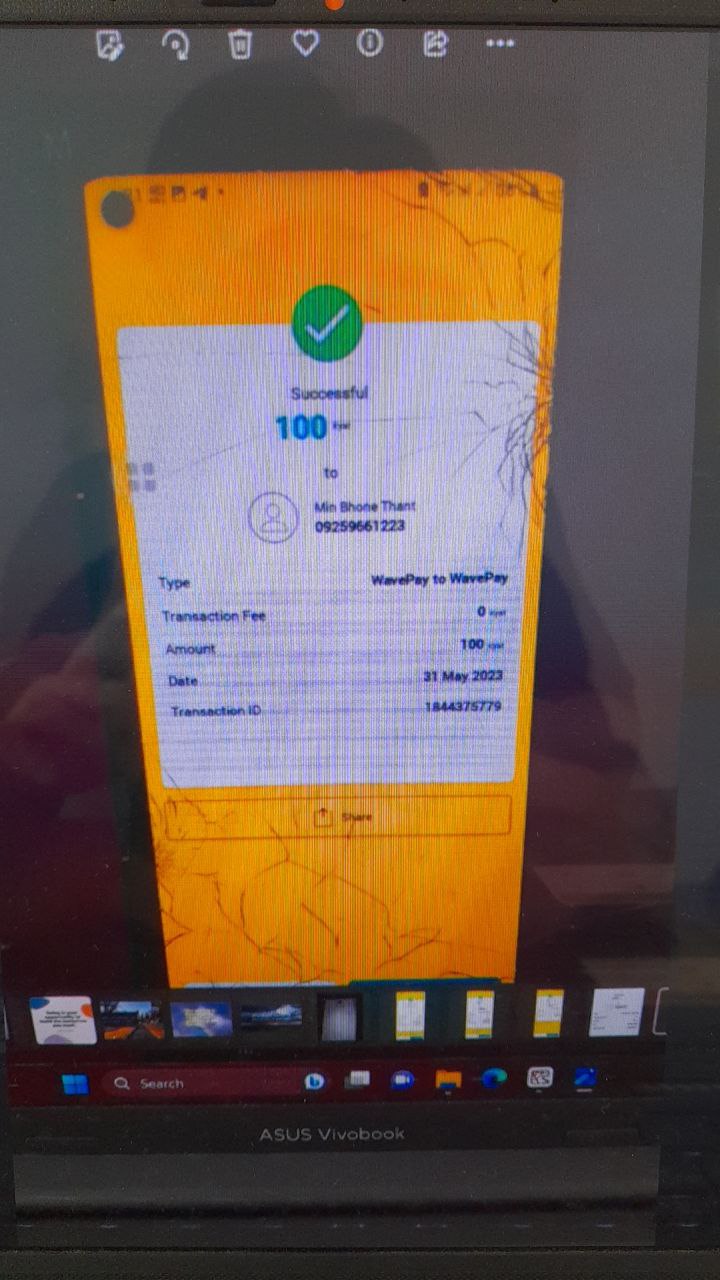 Successful
100 Kyat
to
Min Bhone Thant
09259661223
Type WavePay to WavePay
Transaction Fee 0 Kyat
Amount 100 Kyat
Date 31 May 2023
Transaction ID 1844375779
Share
Search
ASUS Vivobook